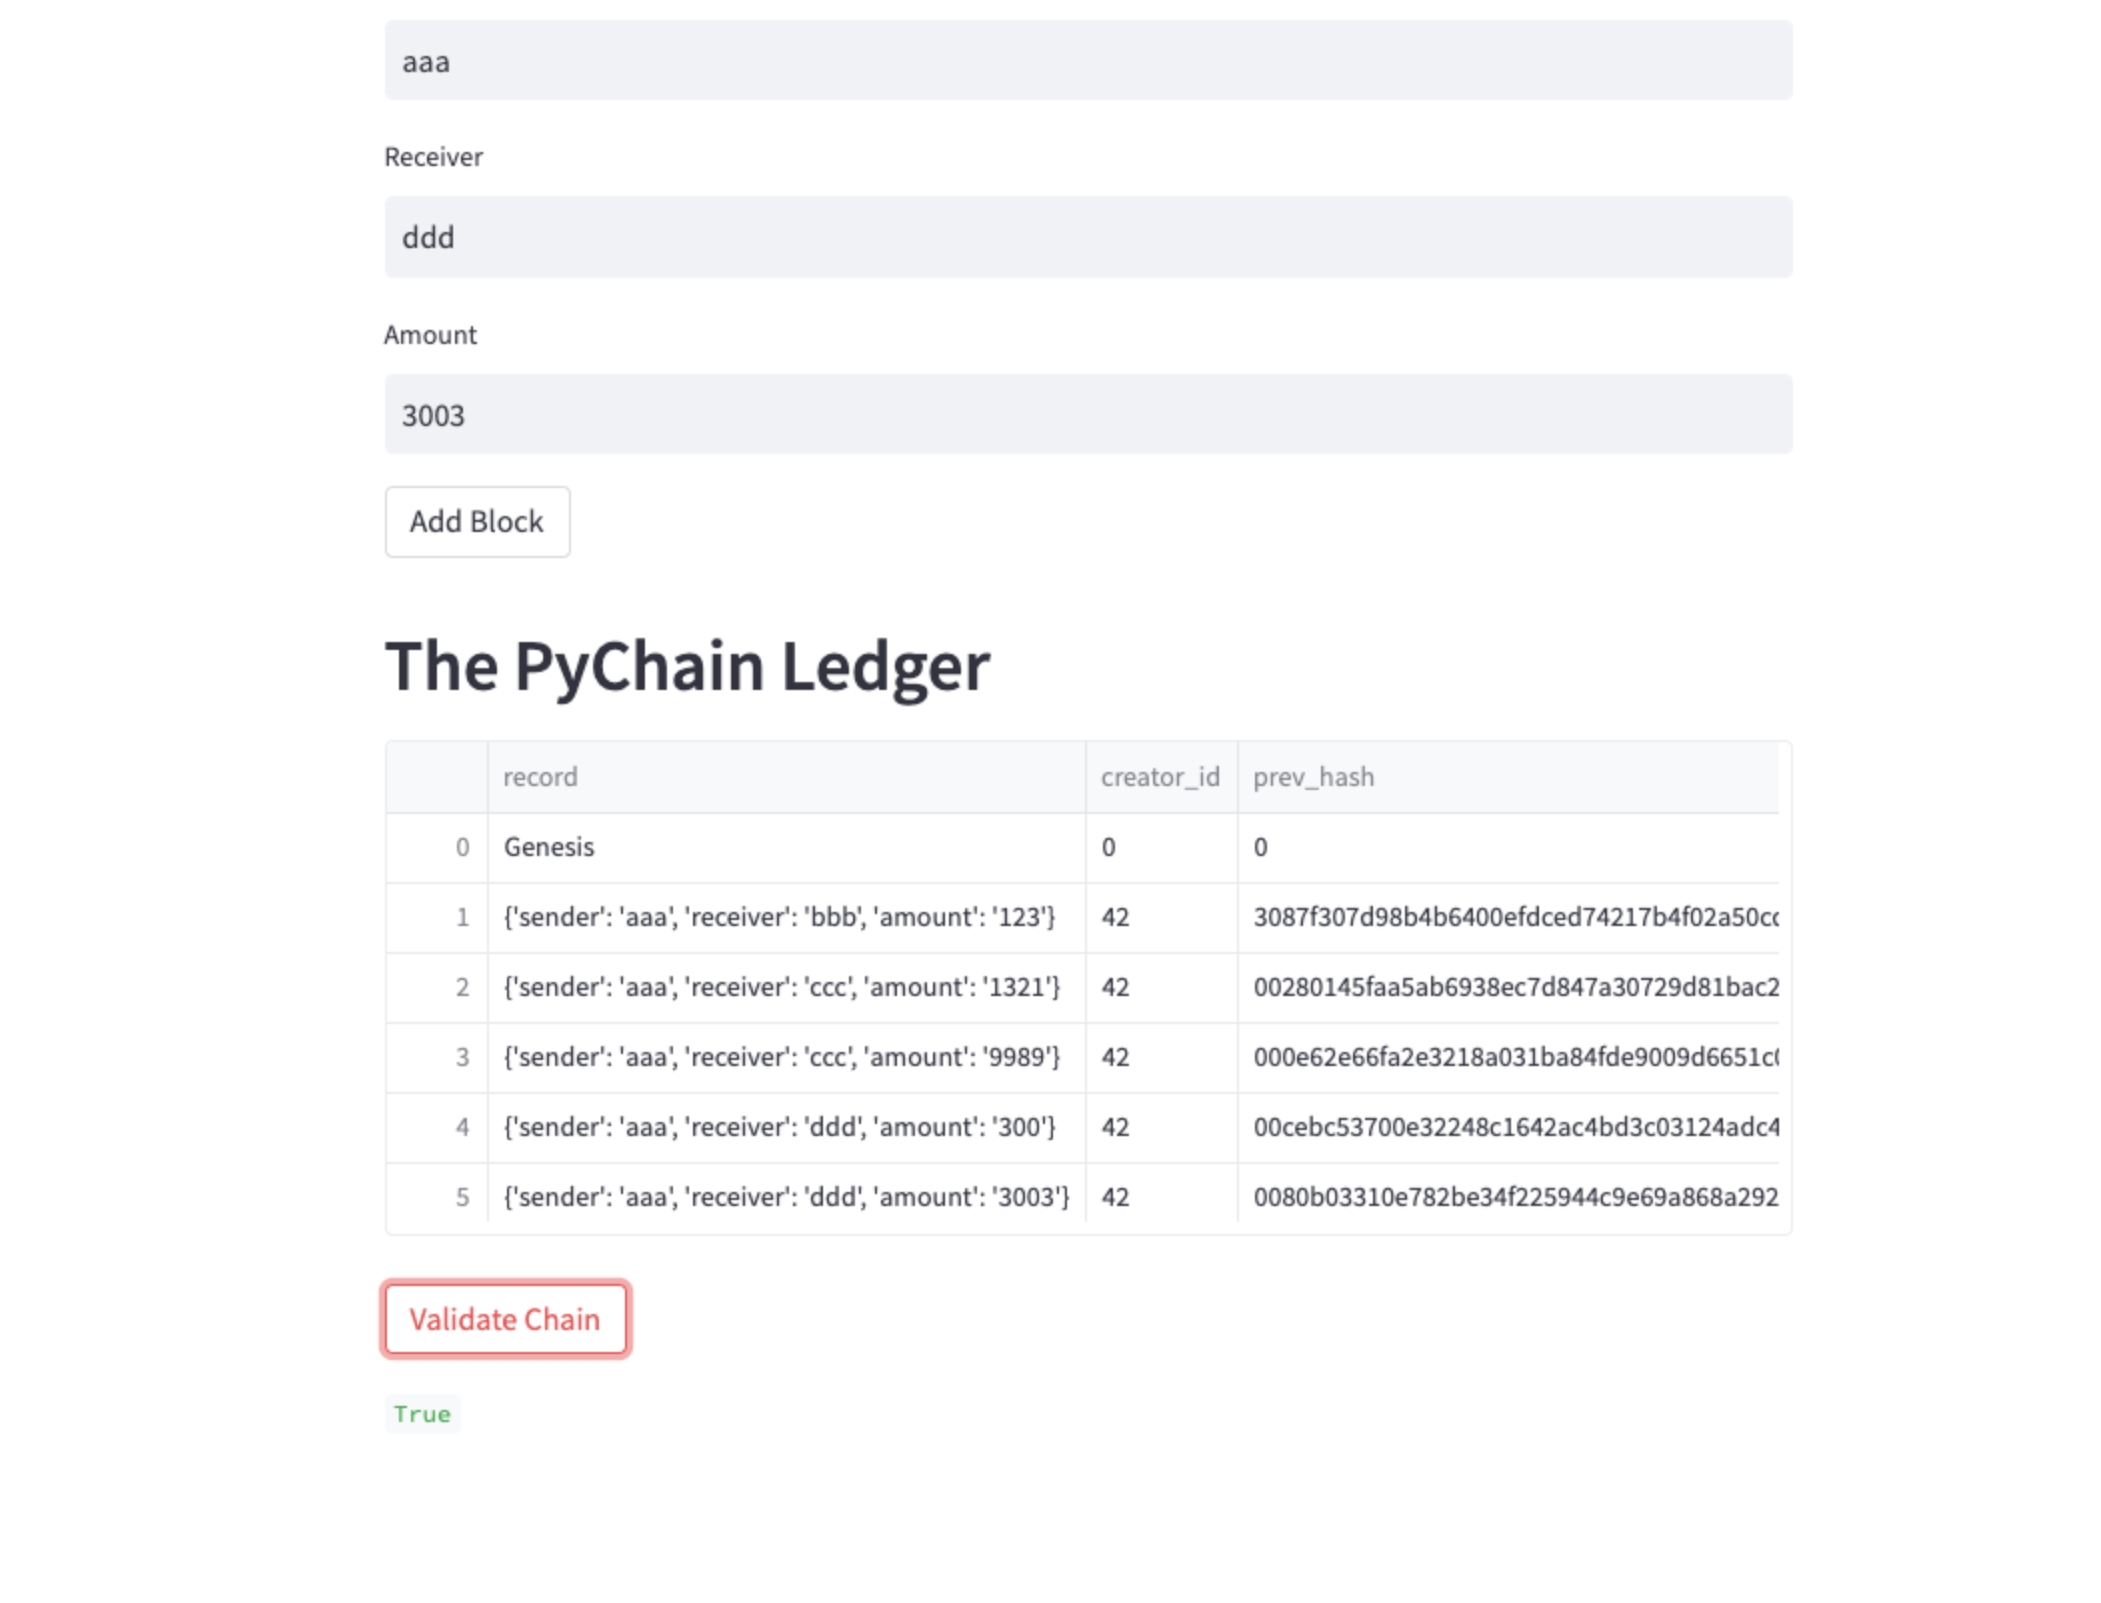 aaa
Receiver
ddd
Amount
3003
Add Block
The PyChain Ledger
record creator_id prev_hash
0 Genesis 0 0
1 {'sender': 'aaa', 'receiver': 'bbb', 'amount': '123'} 42 3087f307d98b4b6400efdced74217b4f02a50cc
2 {'sender': 'aaa', 'receiver': 'ccc', 'amount': '1321'} 42 00280145faa5ab6938ec7d847a30729d81bac2
3 {'sender': 'aaa', 'receiver': 'ccc', 'amount': '9989'} 42 000e62e66fa2e3218a031ba84fde9009d6651c
4 {'sender': 'aaa', 'receiver': 'ddd', 'amount': '300'} 42 00cebc53700e32248c1642ac4bd3c03124adc4
5 {'sender': 'aaa', 'receiver': 'ddd', 'amount': '3003'} 42 0080b03310e782be34f225944c9e69a868a292
Validate Chain
True